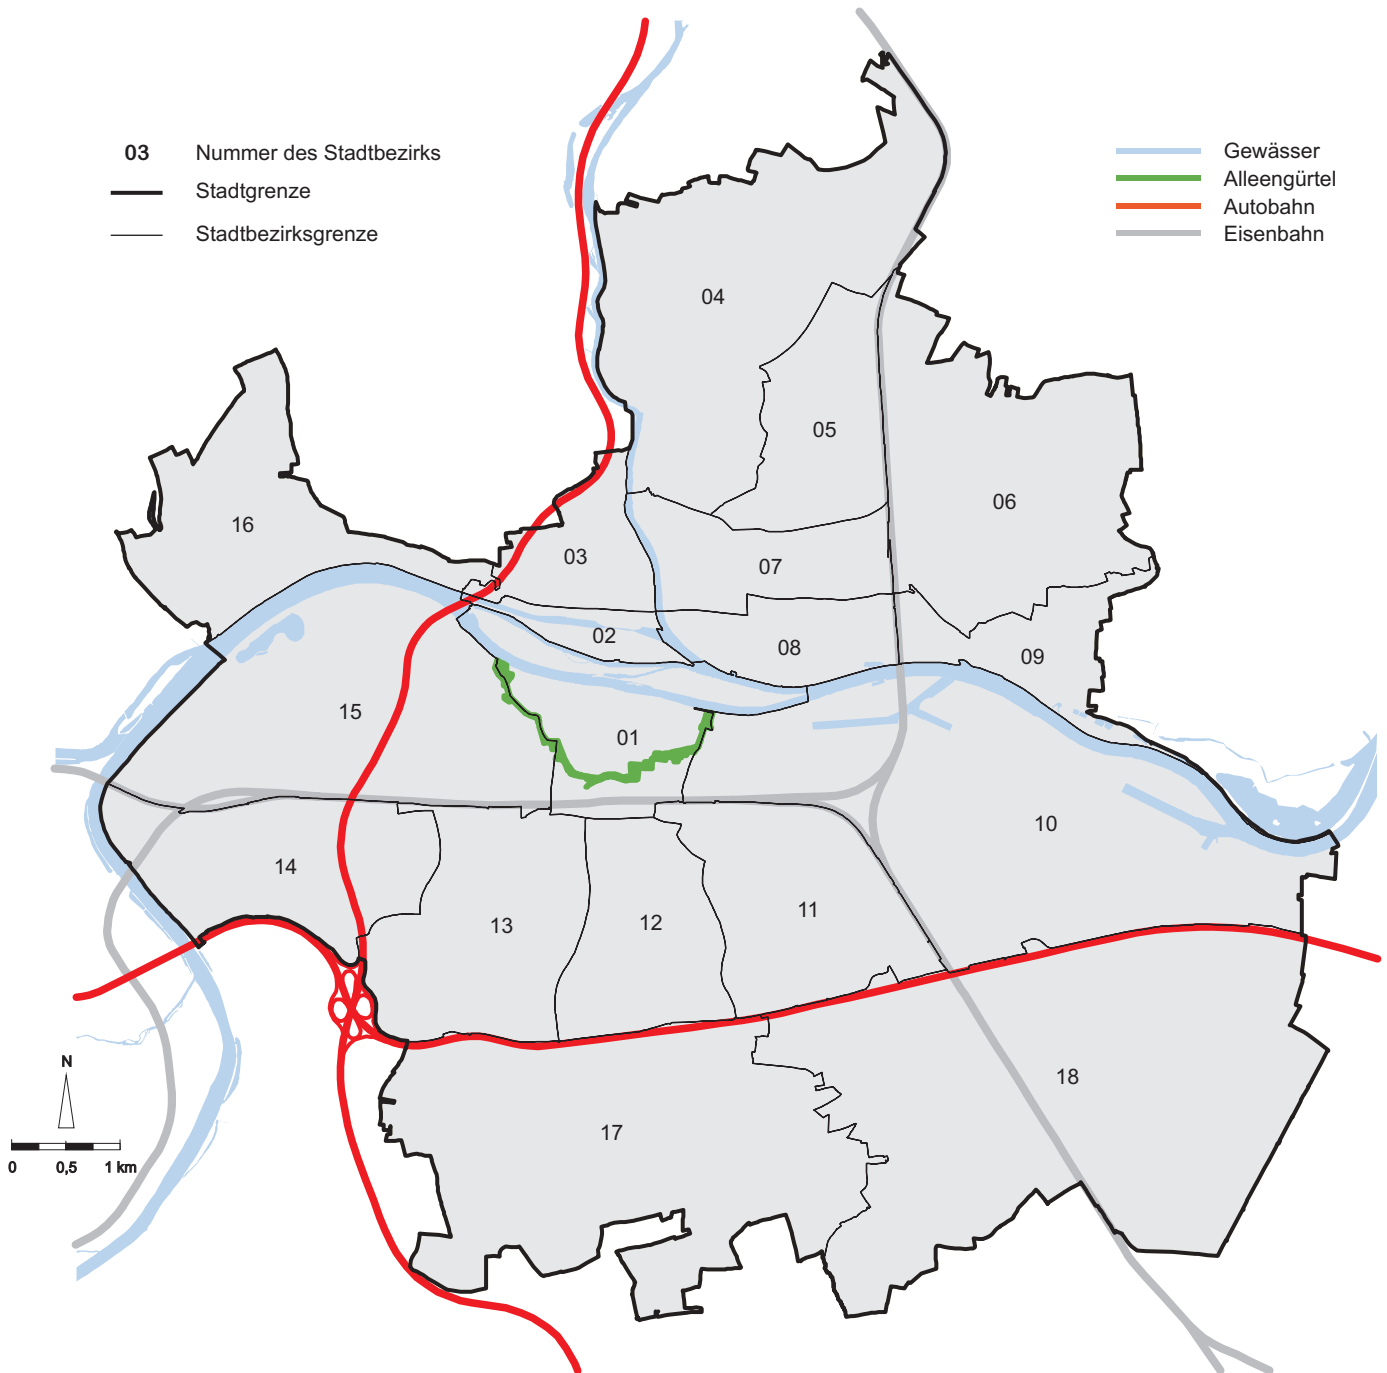 03 Nummer des Stadtbezirks
Stadtgrenze
Stadtbezirksgrenze
Gewässer
Alleengürtel
Autobahn
Eisenbahn
04
05
06
16
03
07
02
08
09
15
01
10
14
13
12
11
18
17
N
0 0,5 1 km